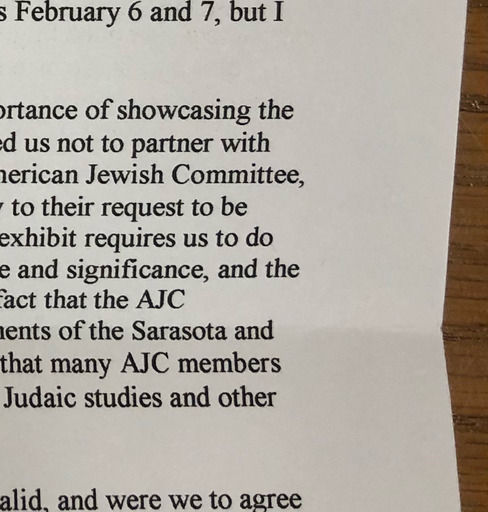 s February 6 and 7, but I
ortance of showcasing the
ed us not to partner with
nerican Jewish Committee,
to their request to be
exhibit requires us to do
e and significance, and the
fact that the AJC
nents of the Sarasota and
that many AJC members
Judaic studies and other
alid, and were we to agree